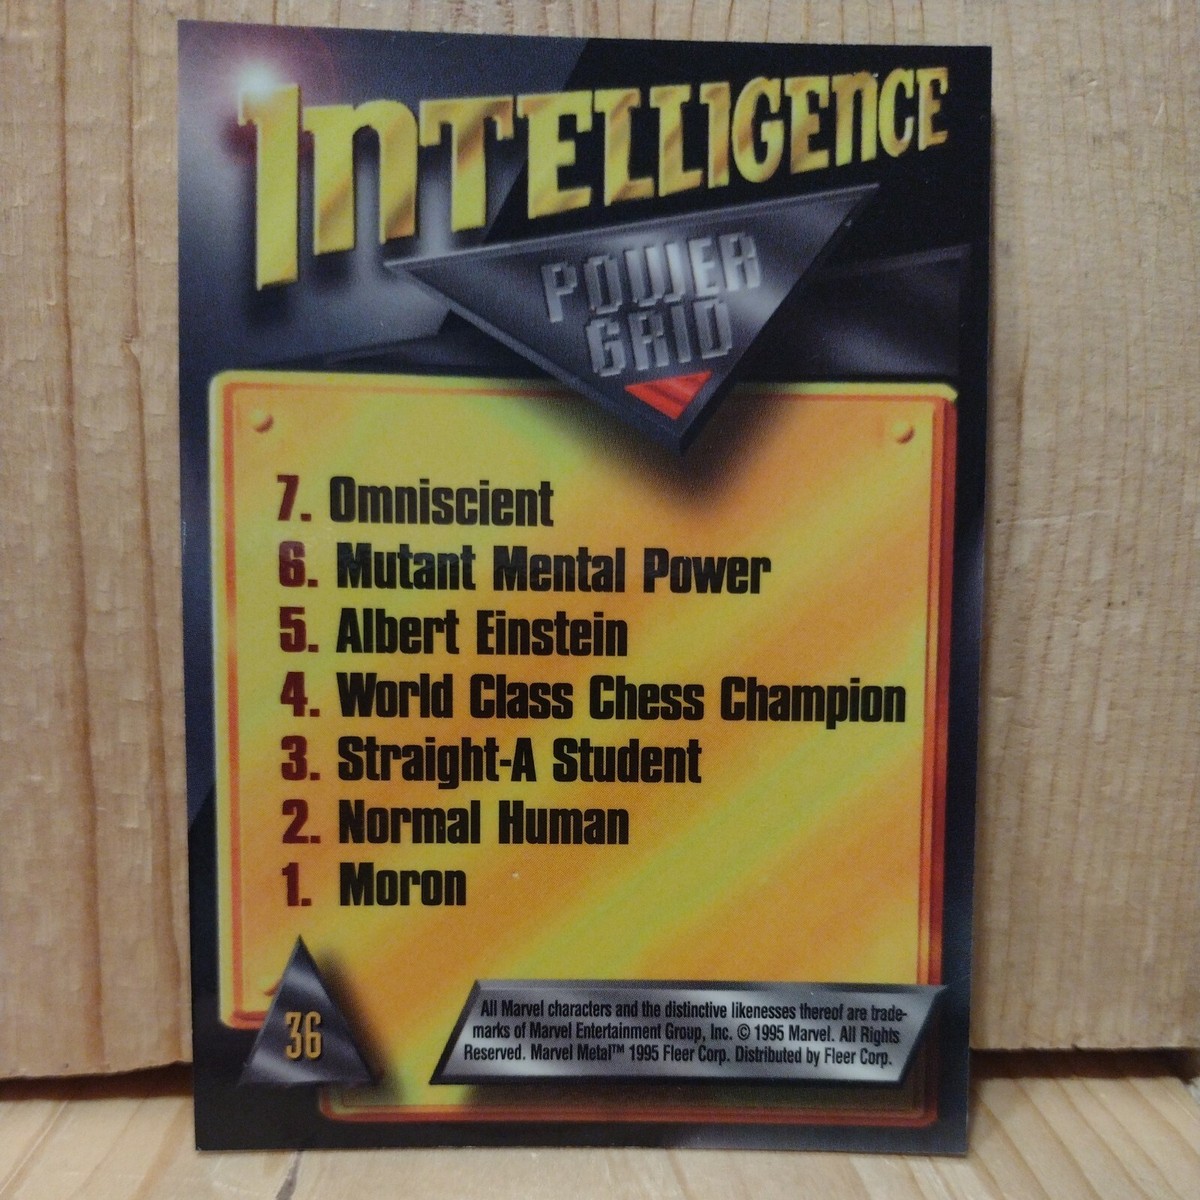 INTELLIGENCE
POWER
GRID
7. Omniscient
6. Mutant Mental Power
5. Albert Einstein
4. World Class Chess Champion
3. Straight-A Student
2. Normal Human
1. Moron
36
All Marvel characters and the distinctive likenesses thereof are trade-
marks of Marvel Entertainment Group, Inc. © 1995 Marvel. All Rights
Reserved. Marvel Metal™ 1995 Fleer Corp. Distributed by Fleer Corp.